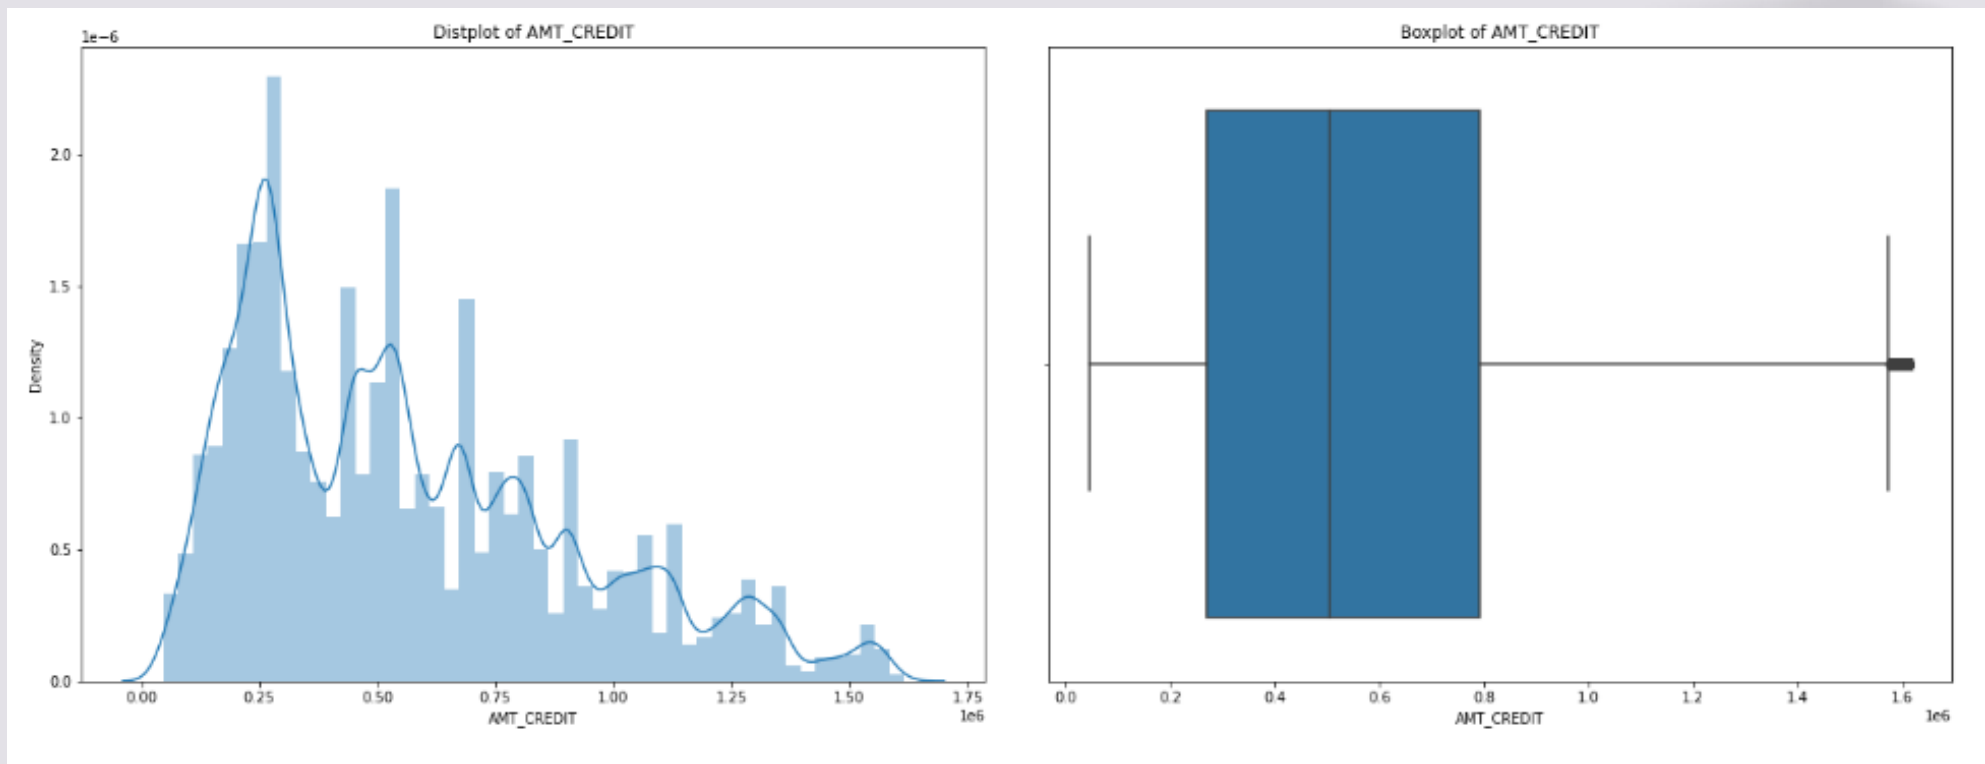 Distplot of AMT_CREDIT
1e−6
2.0
1.5
1.0
0.5
0.0
Density
0.00 0.25 0.50 0.75 1.00 1.25 1.50 1.75
AMT_CREDIT
1e6
Boxplot of AMT_CREDIT
0.0 0.2 0.4 0.6 0.8 1.0 1.2 1.4 1.6
AMT_CREDIT
1e6